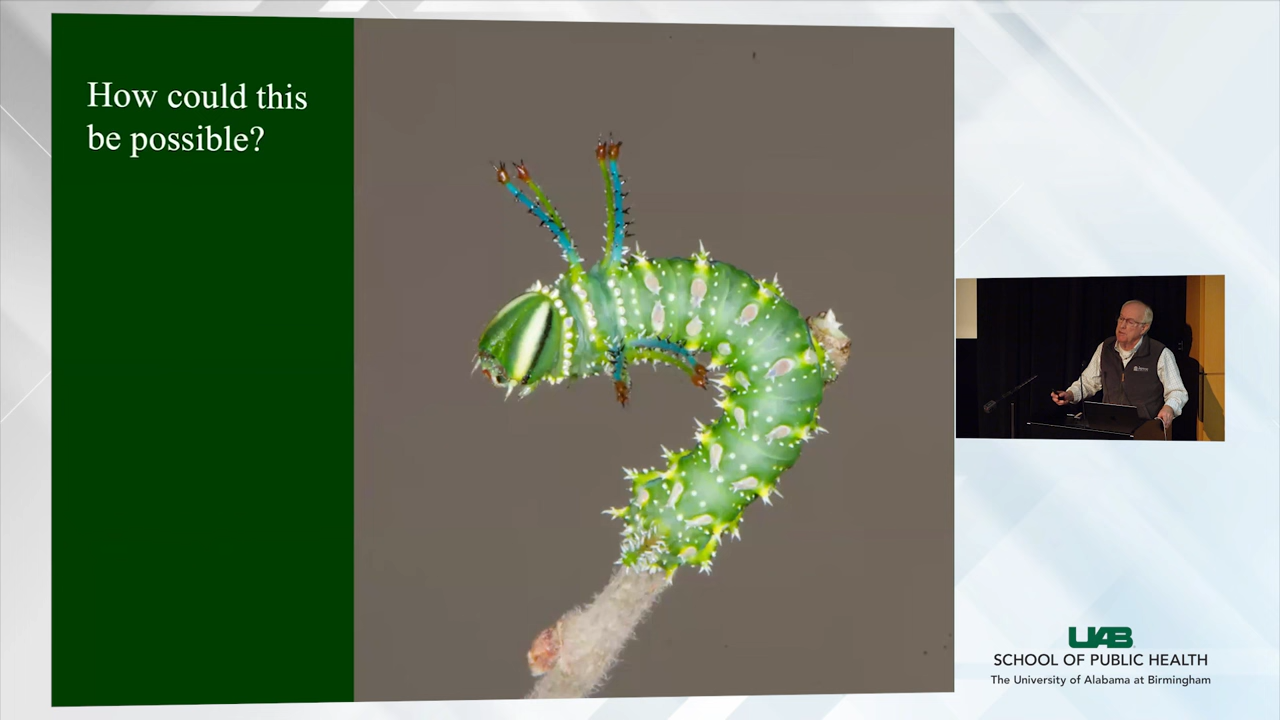 How could this
be possible?
UAB
SCHOOL OF PUBLIC HEALTH
The University of Alabama at Birmingham